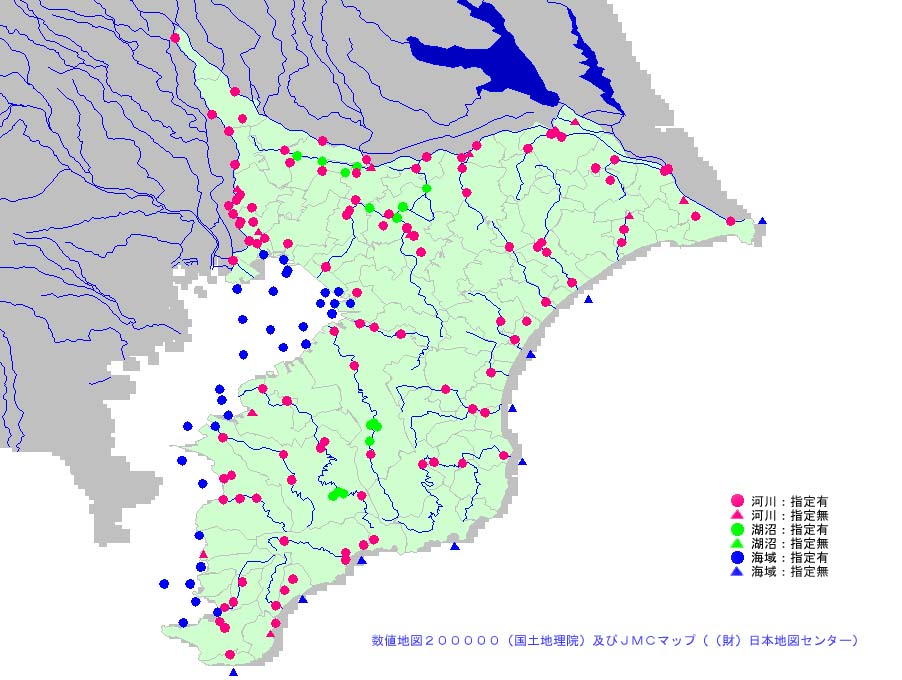 河川：指定有
河川：指定無
湖沼：指定有
湖沼：指定無
海域：指定有
海域：指定無
数値地図２０００００（国土地理院）及びＪＭＣマップ（（財）日本地図センター）